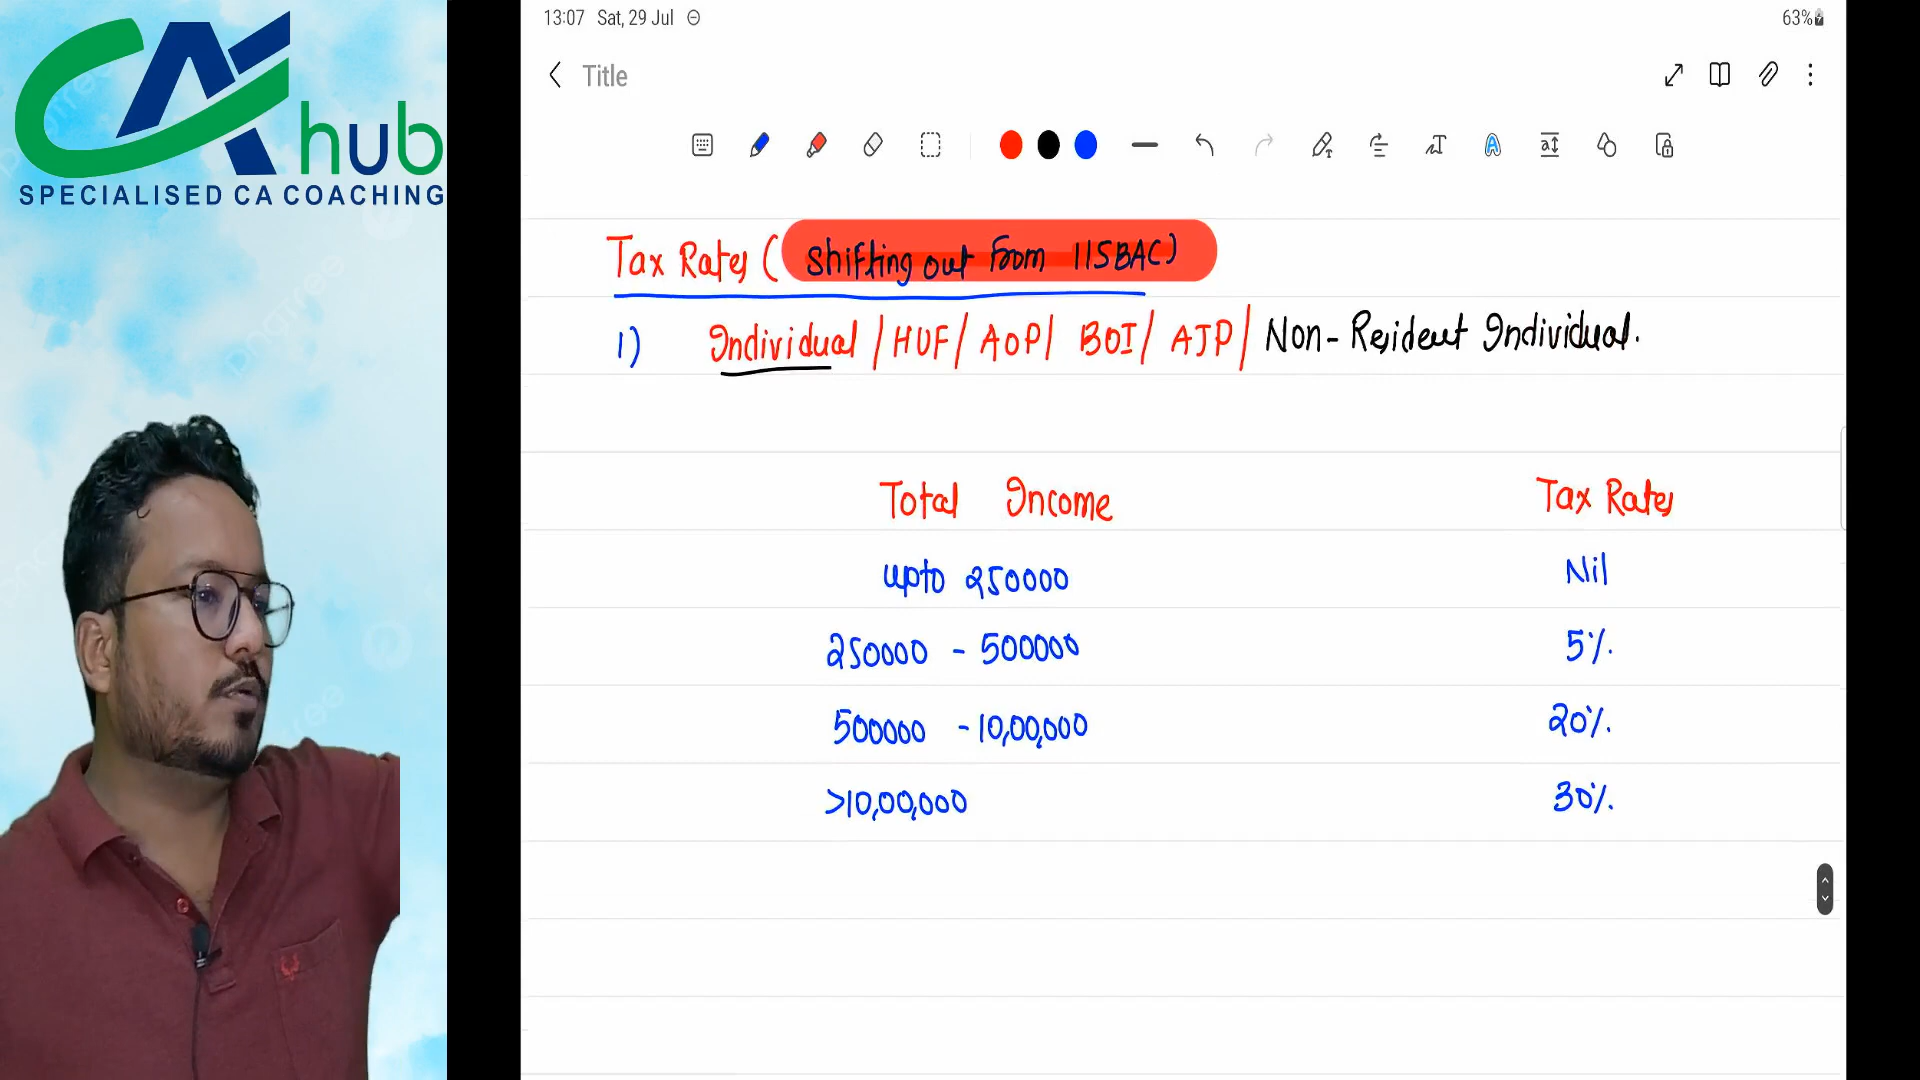 CA hub
SPECIALISED CA COACHING
13:07 Sat, 29 Jul
63%
Title
Tax Rates ( Shifting out from 115BAC)
1) Individual / HUF / AOP / BOI / AJP / Non-Resident Individual.
Total Income Tax Rates
upto 250000 Nil
250000 - 500000 5%.
500000 - 10,00,000 20%.
>10,00,000 30%.